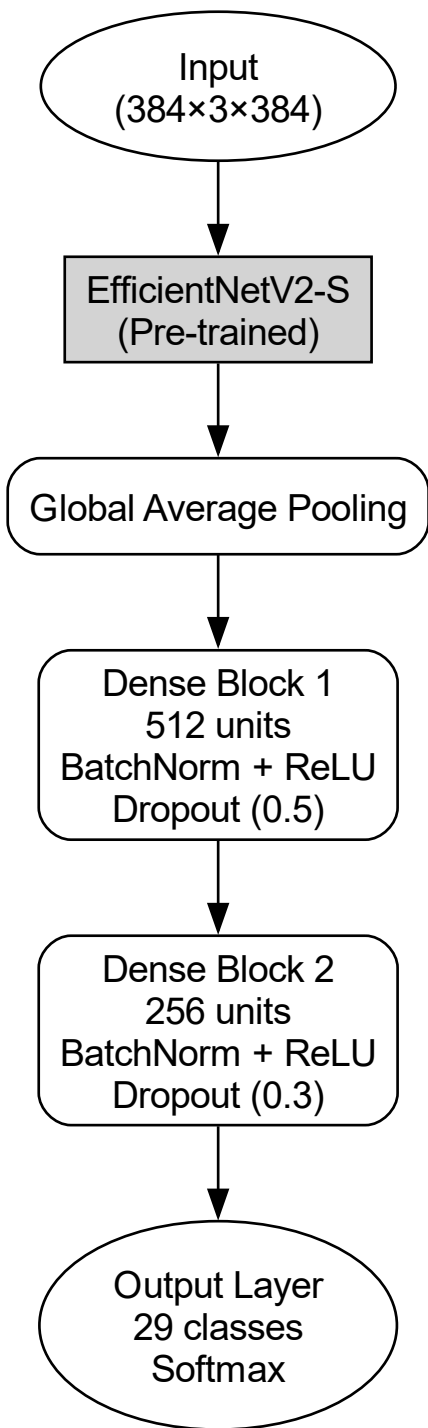 Input
(384×3×384)
EfficientNetV2-S
(Pre-trained)
Global Average Pooling
Dense Block 1
512 units
BatchNorm + ReLU
Dropout (0.5)
Dense Block 2
256 units
BatchNorm + ReLU
Dropout (0.3)
Output Layer
29 classes
Softmax